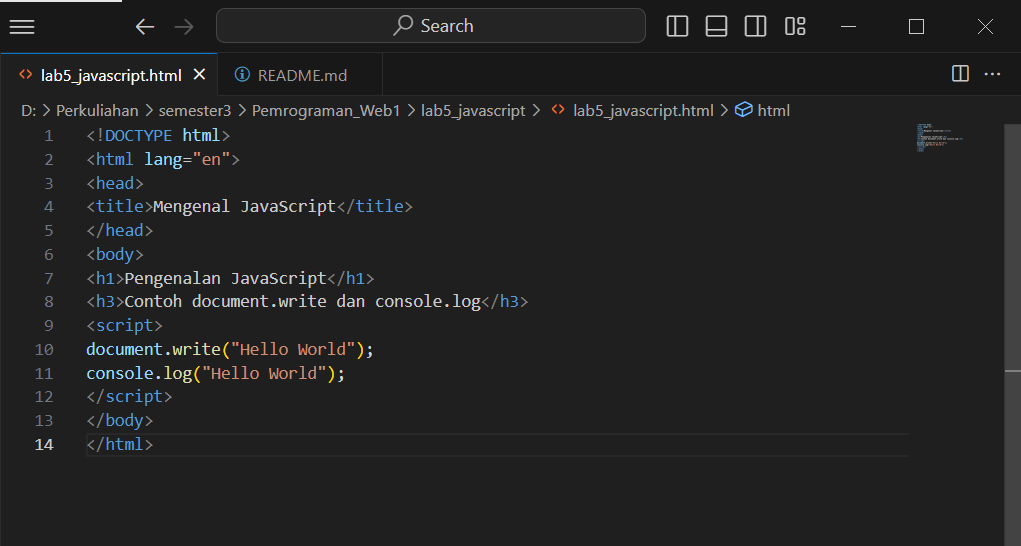 Search
lab5_javascript.html
README.md
D: > Perkuliahan > semester3 > Pemrograman_Web1 > lab5_javascript > lab5_javascript.html > html
1 <!DOCTYPE html>
2 <html lang="en">
3 <head>
4 <title>Mengenal JavaScript</title>
5 </head>
6 <body>
7 <h1>Pengenalan JavaScript</h1>
8 <h3>Contoh document.write dan console.log</h3>
9 <script>
10 document.write("Hello World");
11 console.log("Hello World");
12 </script>
13 </body>
14 </html>